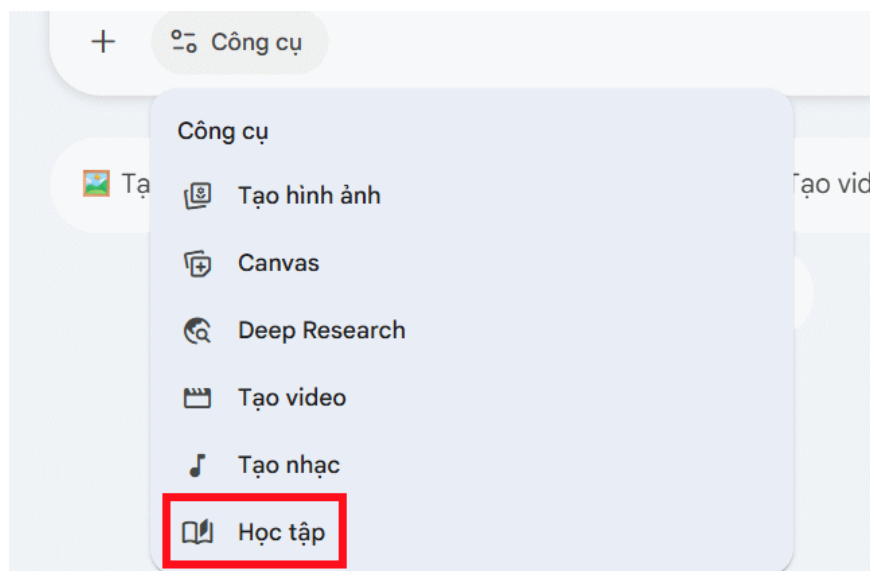 Công cụ
Công cụ
Tạo hình ảnh
Canvas
Deep Research
Tạo video
Tạo nhạc
Học tập